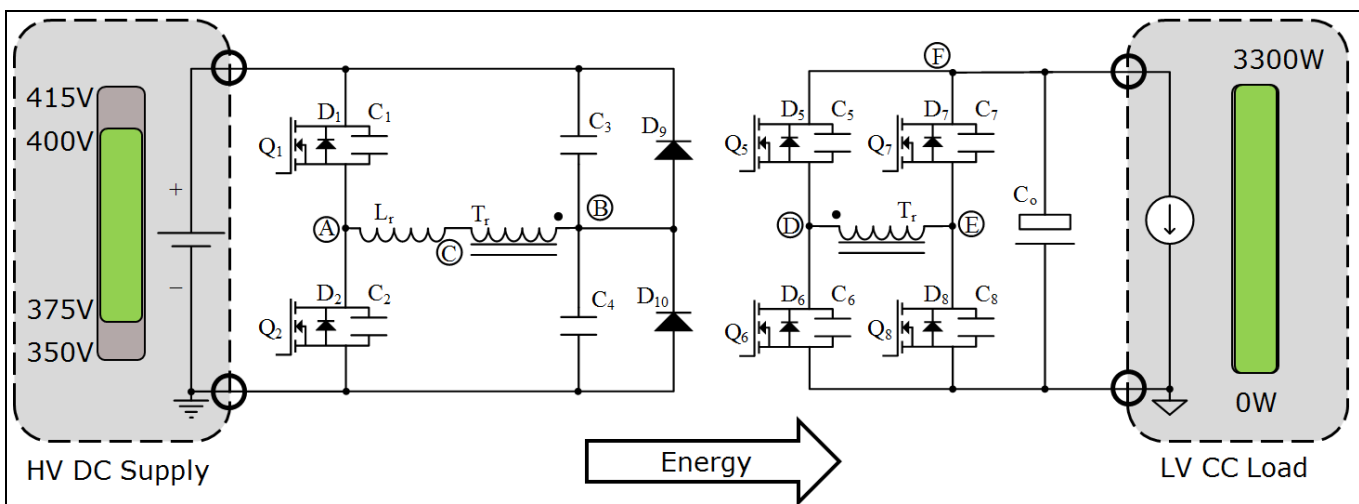 415V
400V
375V
350V
+
−
HV DC Supply
Q1
D1
C1
Q2
D2
C2
A
Lr
C
Tr
B
C3
C4
D9
D10
Energy
Q5
D5
C5
Q7
D7
C7
F
D
Tr
E
Q6
D6
C6
Q8
D8
C8
Co
3300W
0W
LV CC Load